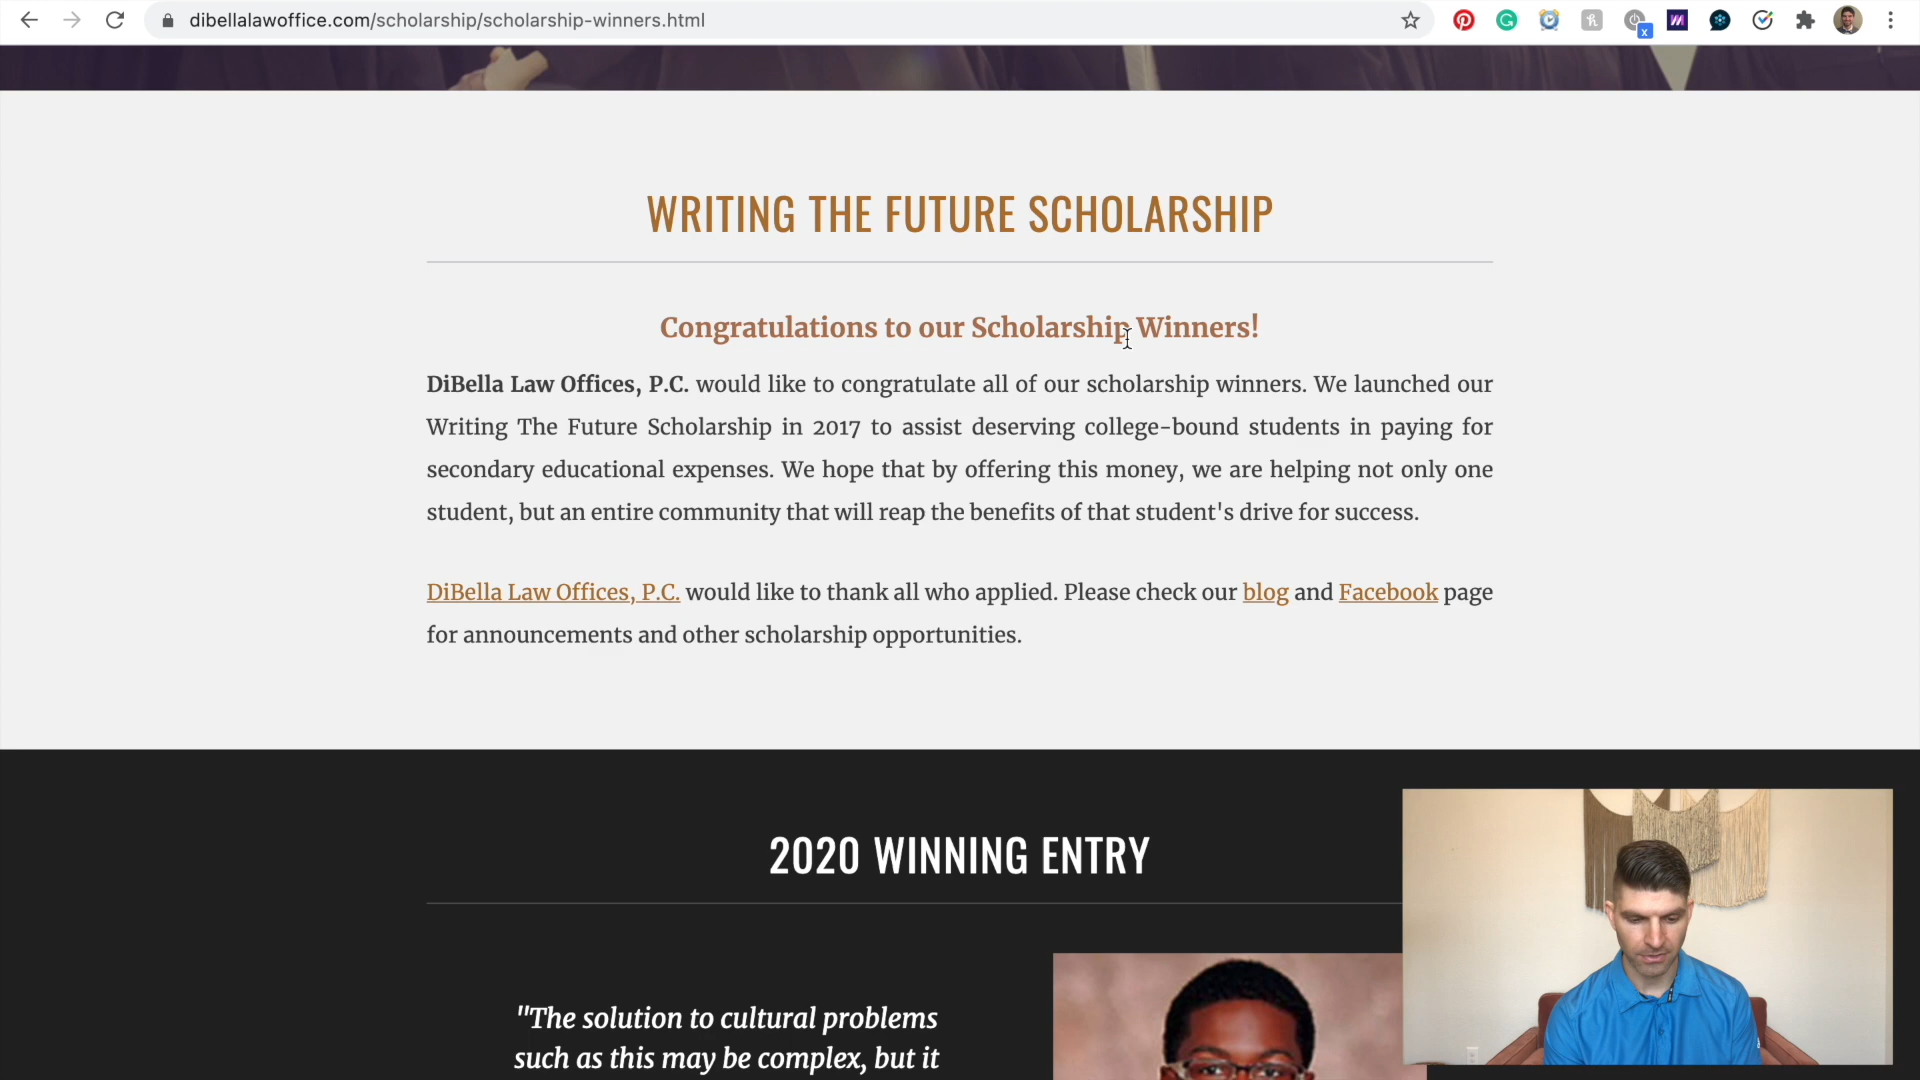 dibellalawoffice.com/scholarship/scholarship-winners.html
x
WRITING THE FUTURE SCHOLARSHIP
Congratulations to our Scholarship Winners!
DiBella Law Offices, P.C. would like to congratulate all of our scholarship winners. We launched our
Writing The Future Scholarship in 2017 to assist deserving college-bound students in paying for
secondary educational expenses. We hope that by offering this money, we are helping not only one
student, but an entire community that will reap the benefits of that student's drive for success.
DiBella Law Offices, P.C. would like to thank all who applied. Please check our blog and Facebook page
for announcements and other scholarship opportunities.
2020 WINNING ENTRY
"The solution to cultural problems
such as this may be complex, but it